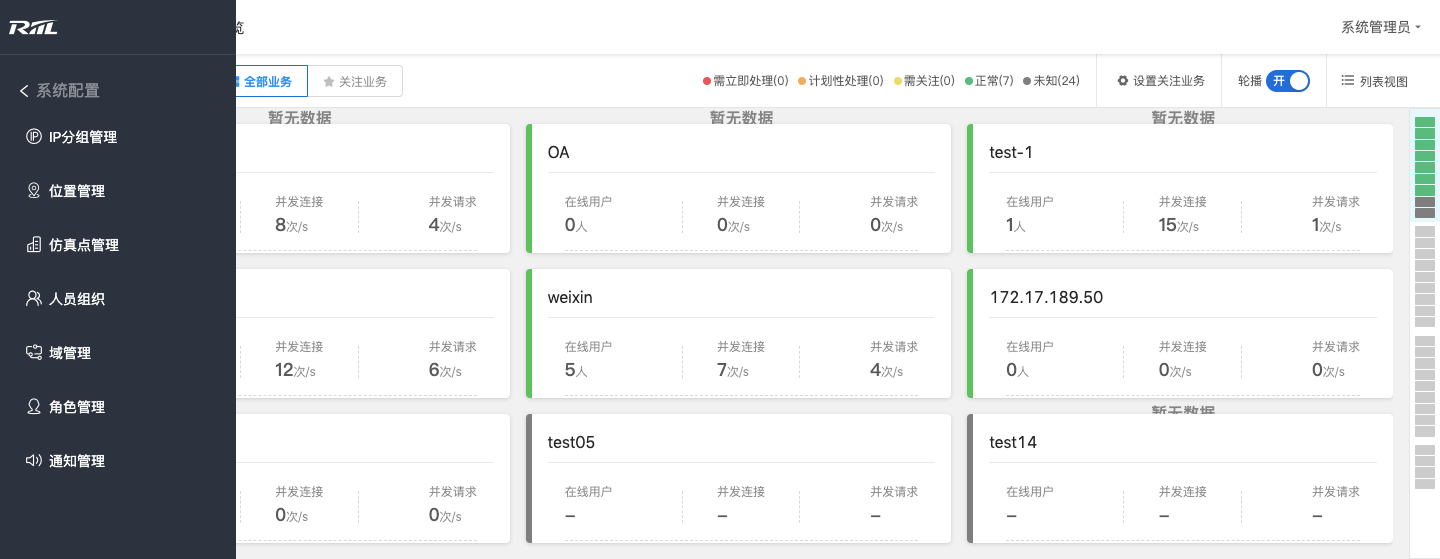 RIIL
览
系统管理员
系统配置
IP分组管理
位置管理
仿真点管理
人员组织
域管理
角色管理
通知管理
全部业务
关注业务
需立即处理(0)
计划性处理(0)
需关注(0)
正常(7)
未知(24)
设置关注业务
轮播
开
列表视图
暂无数据
暂无数据
暂无数据
并发连接
并发请求
8次/s
4次/s
OA
在线用户
并发连接
并发请求
0人
0次/s
0次/s
test-1
在线用户
并发连接
并发请求
1人
15次/s
1次/s
并发连接
并发请求
12次/s
6次/s
weixin
在线用户
并发连接
并发请求
5人
7次/s
4次/s
172.17.189.50
在线用户
并发连接
并发请求
0人
0次/s
0次/s
暂无数据
并发连接
并发请求
0次/s
0次/s
test05
在线用户
并发连接
并发请求
–
–
–
test14
在线用户
并发连接
并发请求
–
–
–